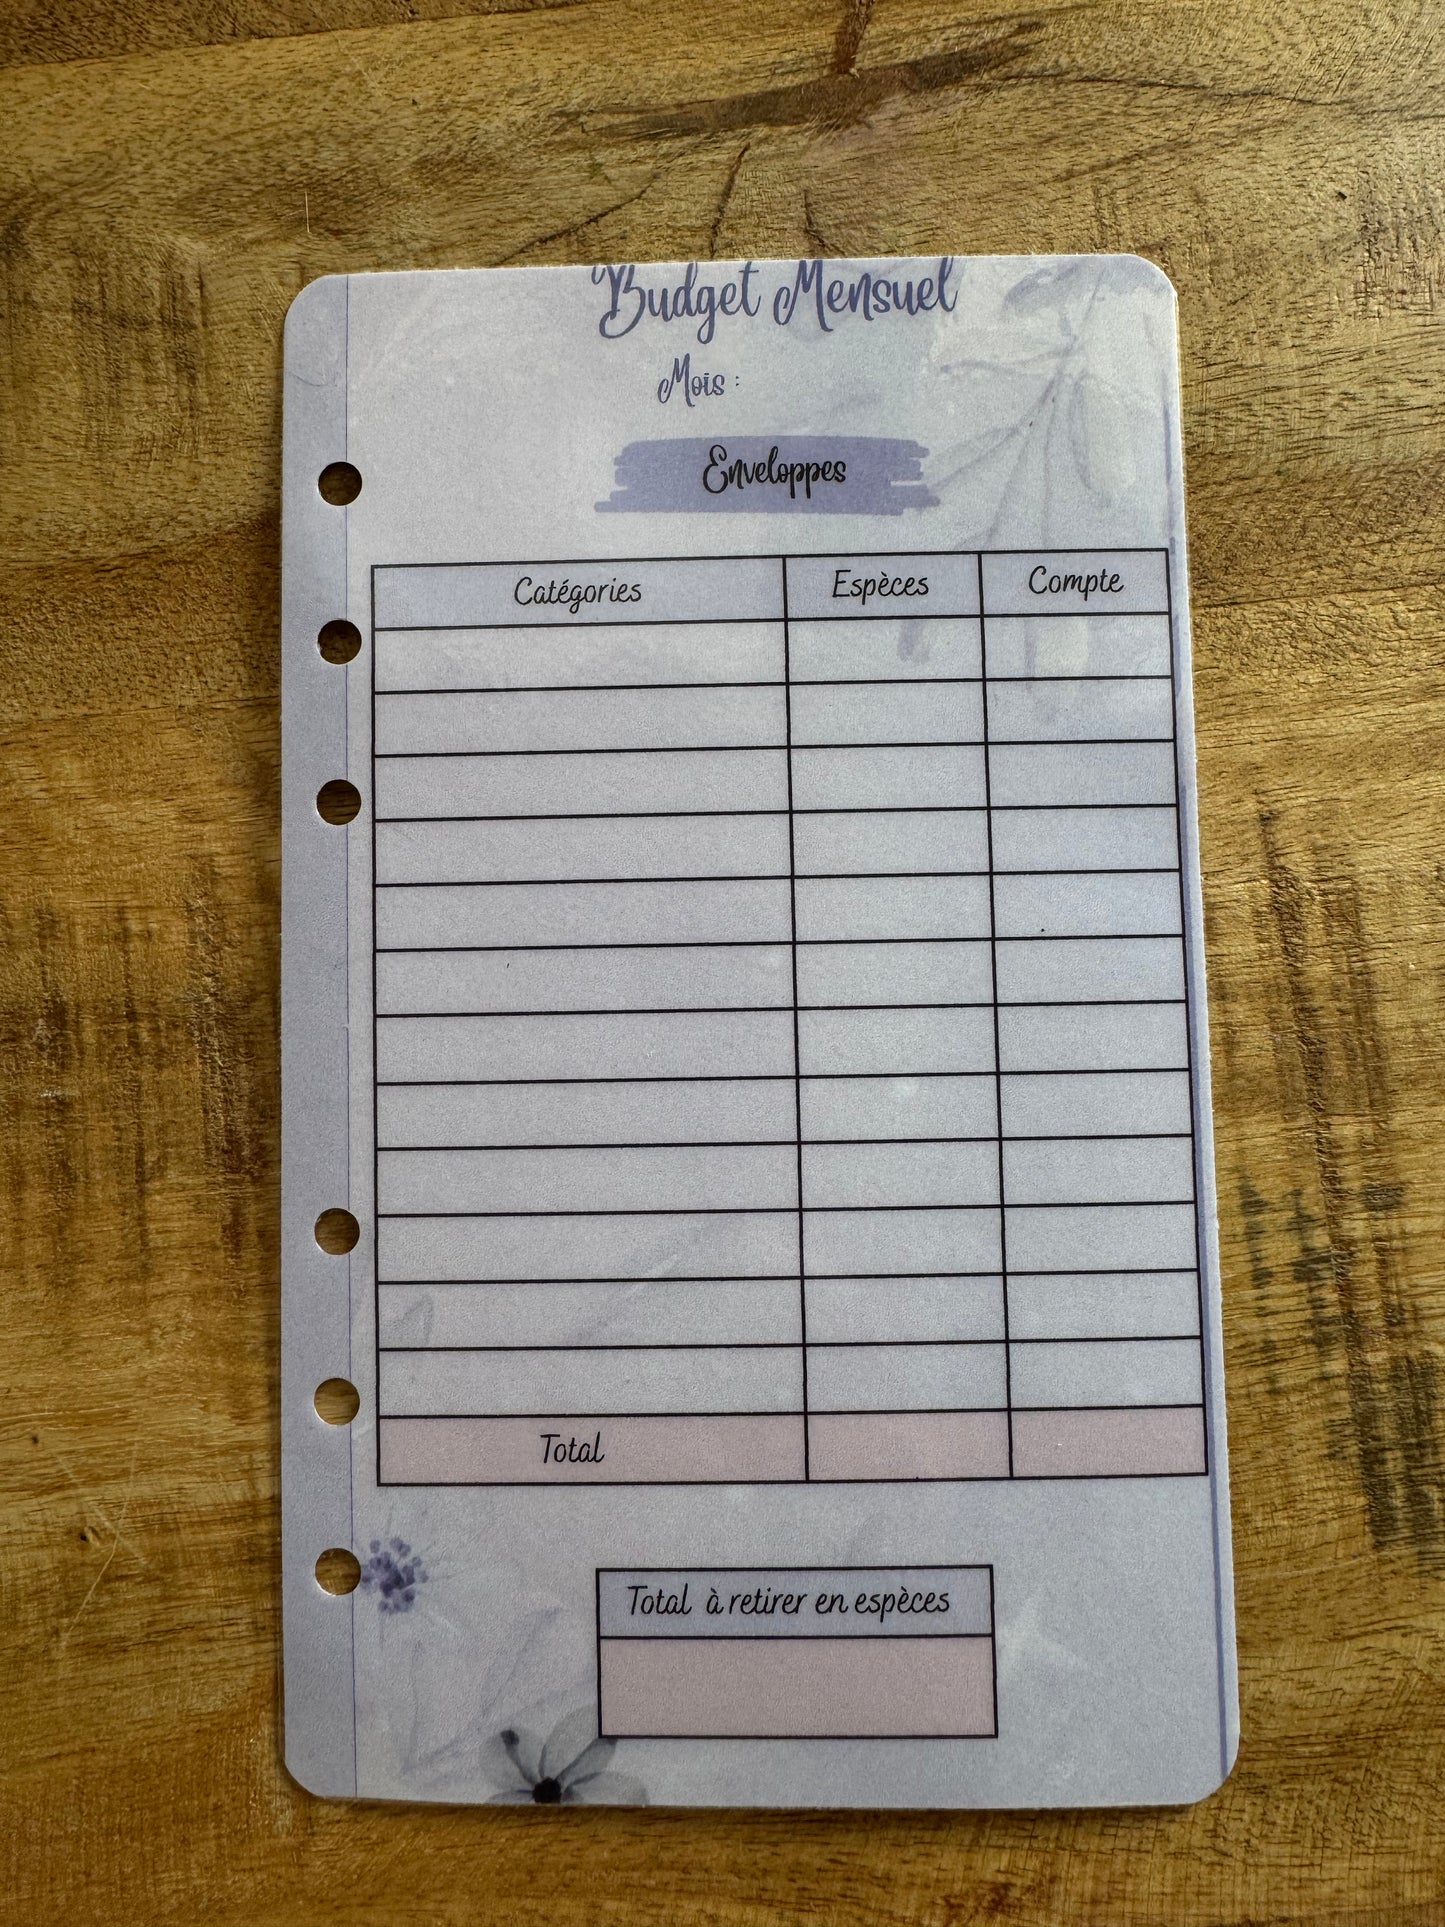 Budget Mensuel
Mois :
Enveloppes
Catégories Espèces Compte
Total
Total à retirer en espèces